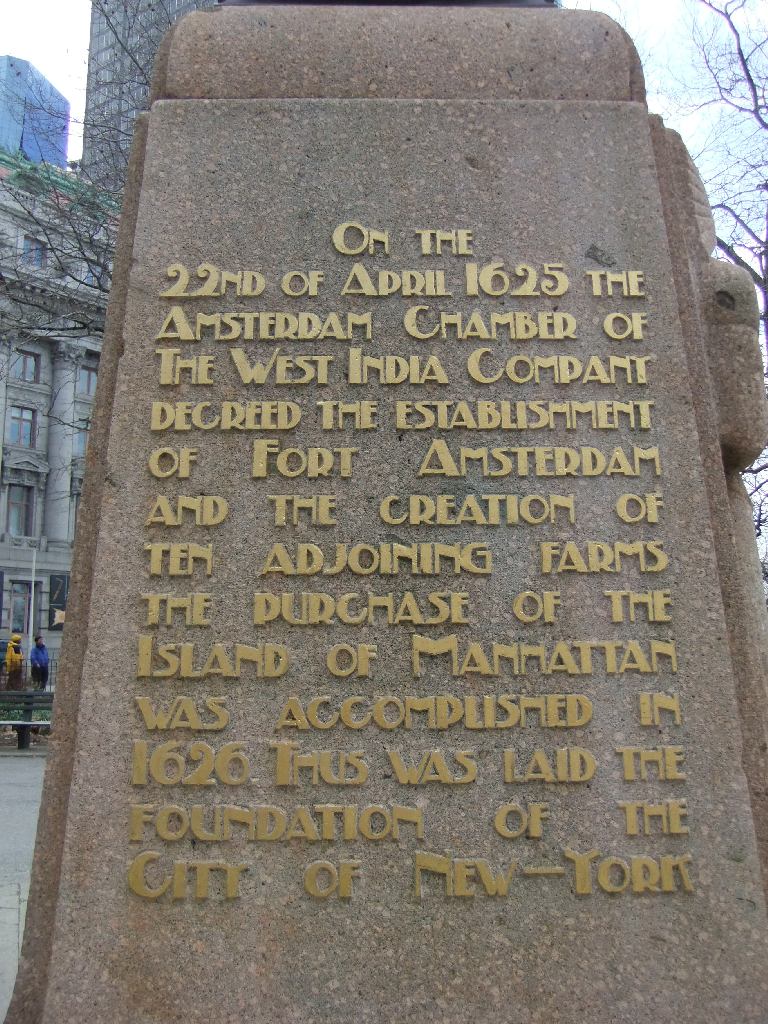 On the
22nd of April 1625 the
Amsterdam Chamber of
The West India Company
decreed the establishment
of Fort Amsterdam
and the creation of
ten adjoining farms
the purchase of the
Island of Manhattan
was accomplished in
1626. Thus was laid the
foundation of the
City of New-York